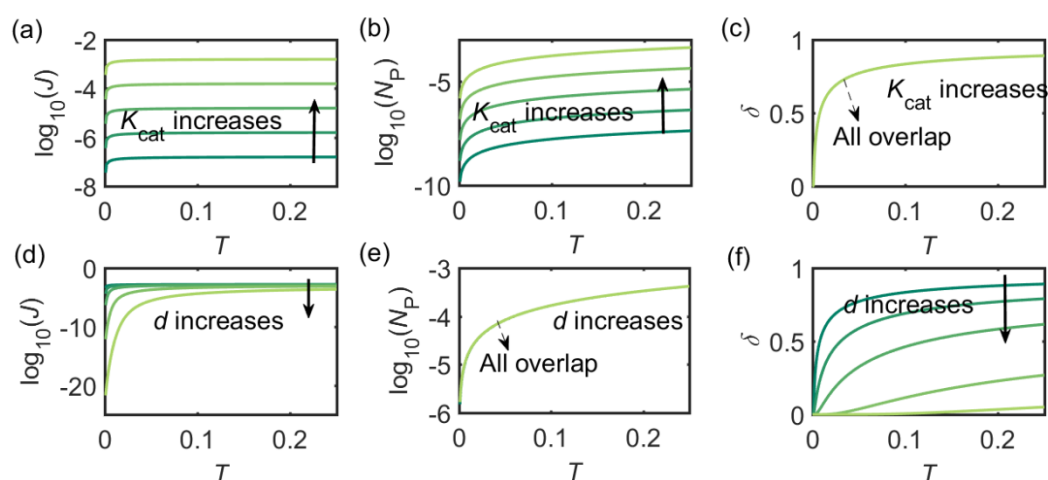 (a)
log10(J)
-2
-4
-6
-8
Kcat increases
0
0.1
0.2
T
(b)
log10(NP)
-5
-10
Kcat increases
0
0.1
0.2
T
(c)
δ
1
0.5
0
Kcat increases
All overlap
0
0.1
0.2
T
(d)
log10(J)
0
-10
-20
d increases
0
0.1
0.2
T
(e)
log10(NP)
-3
-4
-5
-6
d increases
All overlap
0
0.1
0.2
T
(f)
δ
1
0.5
0
d increases
0
0.1
0.2
T